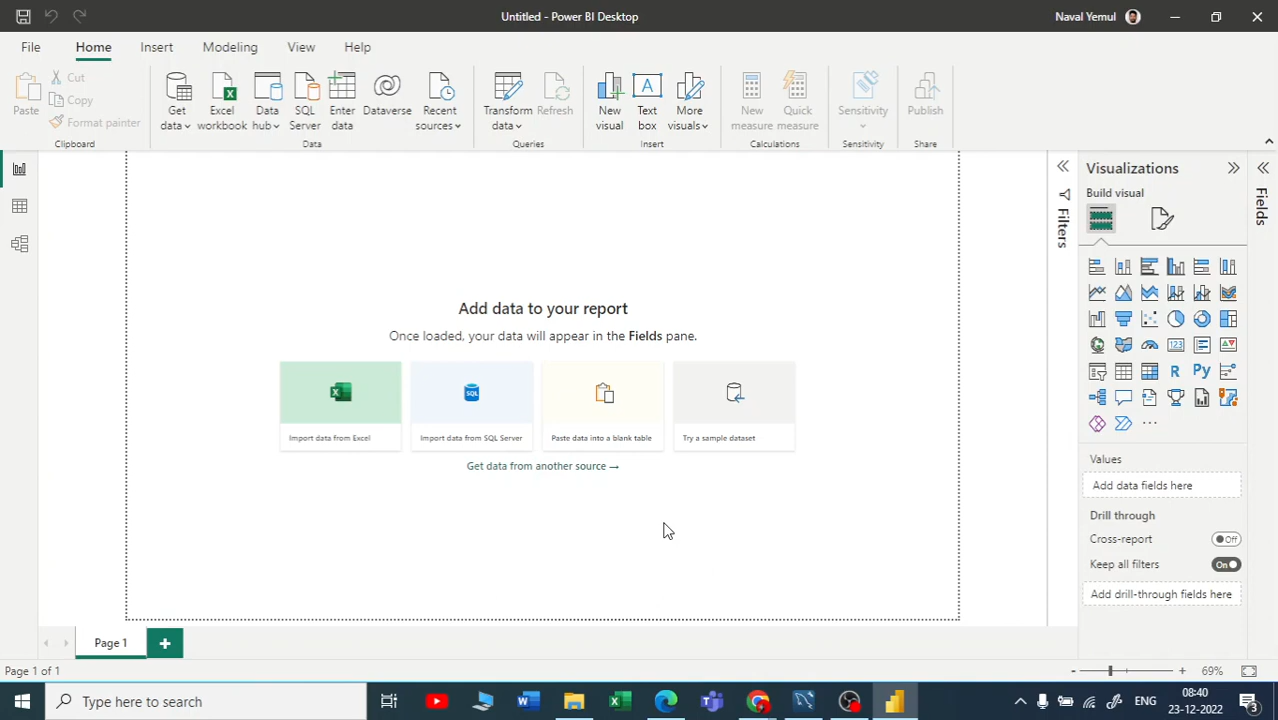 Untitled - Power BI Desktop
Naval Yemul
File Home Insert Modeling View Help
Paste
Cut
Copy
Format painter
Clipboard
Get data
Excel workbook
Data hub
SQL Server
Enter data
Dataverse
Recent sources
Data
Transform data
Refresh
Queries
New visual
Text box
More visuals
Insert
New measure
Quick measure
Calculations
Sensitivity
Sensitivity
Publish
Share
Add data to your report
Once loaded, your data will appear in the Fields pane.
Import data from Excel
SQL
Import data from SQL Server
Paste data into a blank table
Try a sample dataset
Get data from another source →
Filters
Visualizations
Build visual
123
R
Py
...
Values
Add data fields here
Drill through
Cross-report
Off
Keep all filters
On
Add drill-through fields here
Fields
Page 1
Page 1 of 1
- + 69%
Type here to search
ENG
08:40
23-12-2022
3